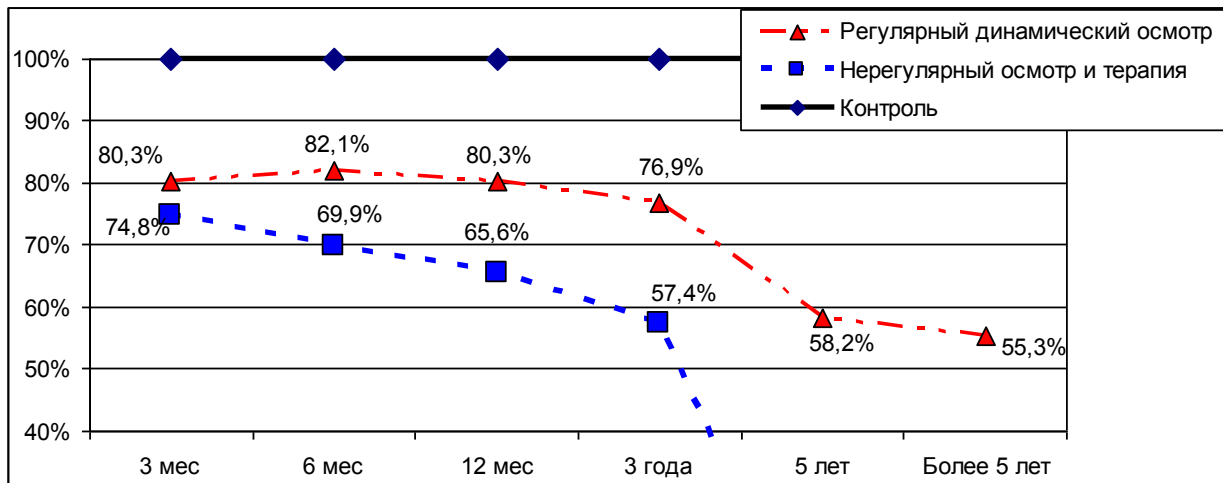 Регулярный динамический осмотр
Нерегулярный осмотр и терапия
Контроль
100%
90%
80%
70%
60%
50%
40%
80,3%
82,1%
80,3%
76,9%
58,2%
55,3%
74,8%
69,9%
65,6%
57,4%
3 мес
6 мес
12 мес
3 года
5 лет
Более 5 лет